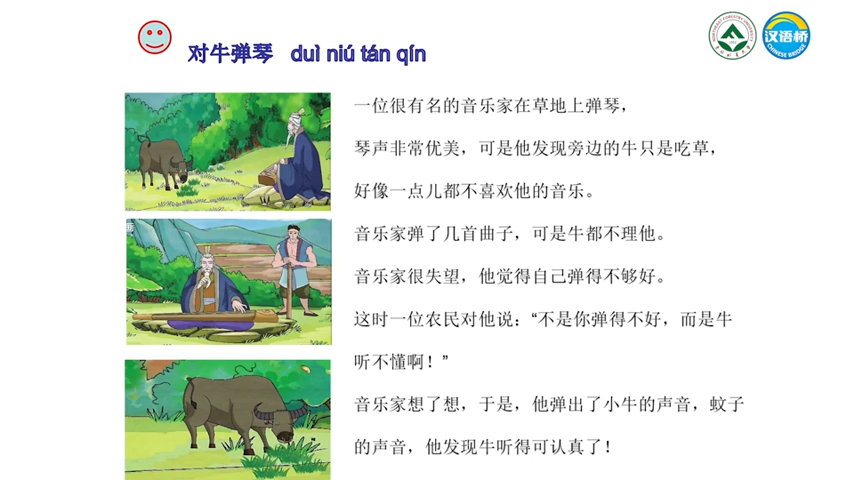 对牛弹琴 duì niú tán qín
汉语桥
CHINESE BRIDGE
一位很有名的音乐家在草地上弹琴，
琴声非常优美，可是他发现旁边的牛只是吃草，
好像一点儿都不喜欢他的音乐。
音乐家弹了几首曲子，可是牛都不理他。
音乐家很失望，他觉得自己弹得不够好。
这时一位农民对他说：“不是你弹得不好，而是牛
听不懂啊！”
音乐家想了想，于是，他弹出了小牛的声音，蚊子
的声音，他发现牛听得可认真了！